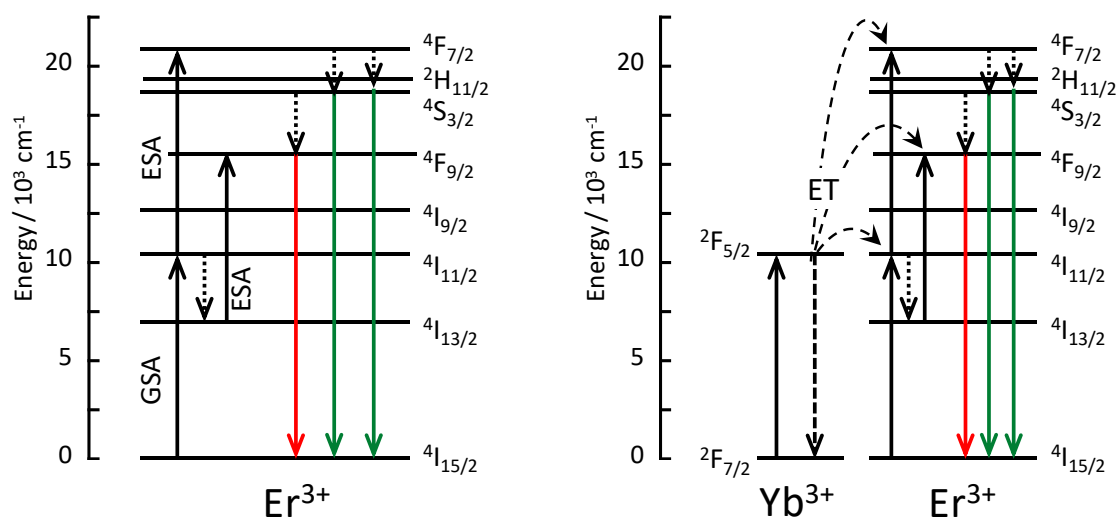 Energy / 10³ cm⁻¹
20
15
10
5
0
ESA
GSA
ESA
⁴F₇/₂
²H₁₁/₂
⁴S₃/₂
⁴F₉/₂
⁴I₉/₂
⁴I₁₁/₂
⁴I₁₃/₂
⁴I₁₅/₂
Er³⁺
Energy / 10³ cm⁻¹
20
15
10
5
0
ET
²F₅/₂
²F₇/₂
Yb³⁺
⁴F₇/₂
²H₁₁/₂
⁴S₃/₂
⁴F₉/₂
⁴I₉/₂
⁴I₁₁/₂
⁴I₁₃/₂
⁴I₁₅/₂
Er³⁺